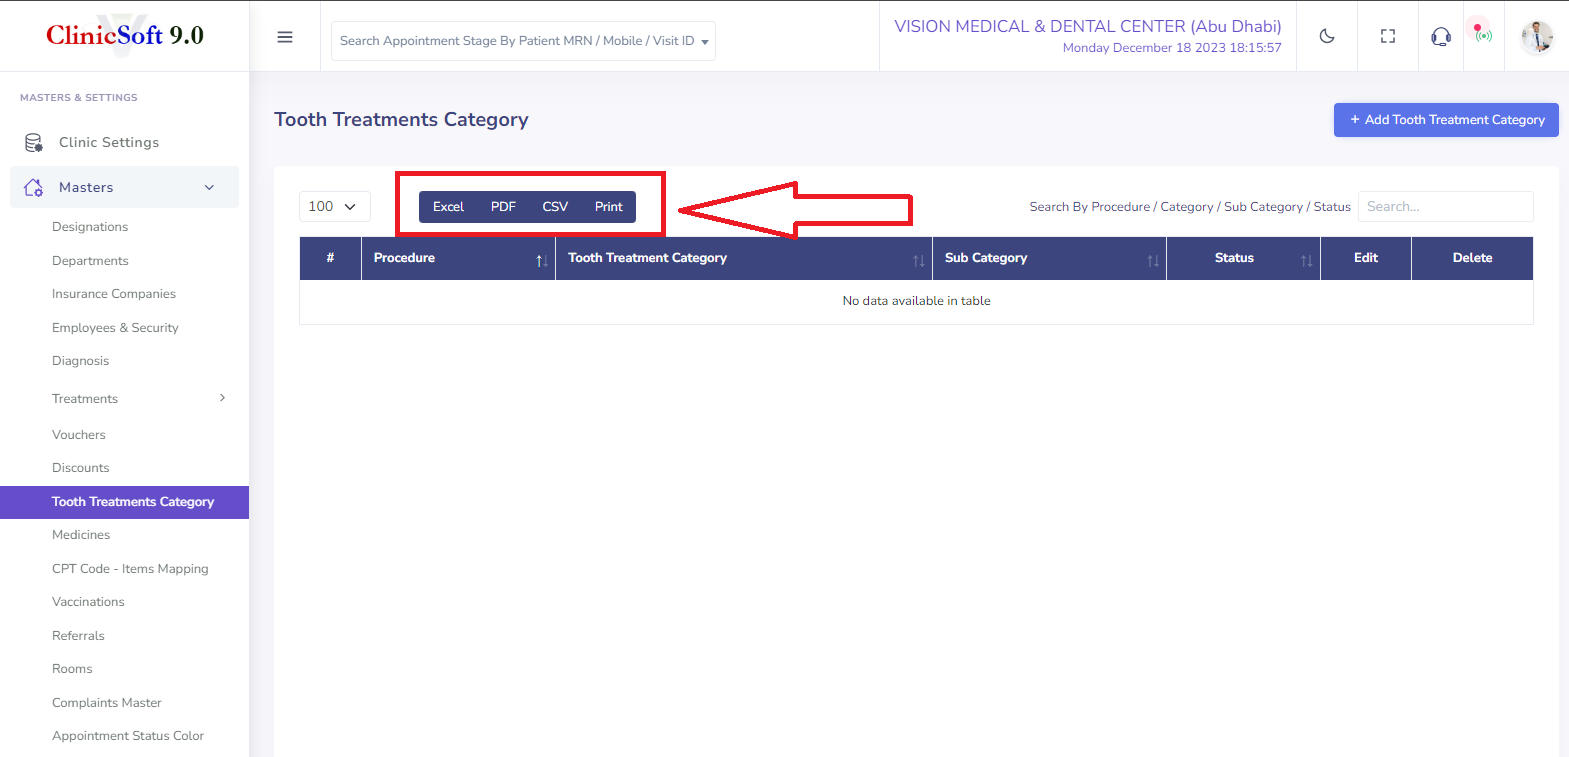 ClinicSoft 9.0
Search Appointment Stage By Patient MRN / Mobile / Visit ID
VISION MEDICAL & DENTAL CENTER (Abu Dhabi)
Monday December 18 2023 18:15:57
MASTERS & SETTINGS
Clinic Settings
Masters
Designations
Departments
Insurance Companies
Employees & Security
Diagnosis
Treatments
Vouchers
Discounts
Tooth Treatments Category
Medicines
CPT Code - Items Mapping
Vaccinations
Referrals
Rooms
Complaints Master
Appointment Status Color
Tooth Treatments Category
+ Add Tooth Treatment Category
100
Excel PDF CSV Print
Search By Procedure / Category / Sub Category / Status Search...
# Procedure Tooth Treatment Category Sub Category Status Edit Delete
No data available in table